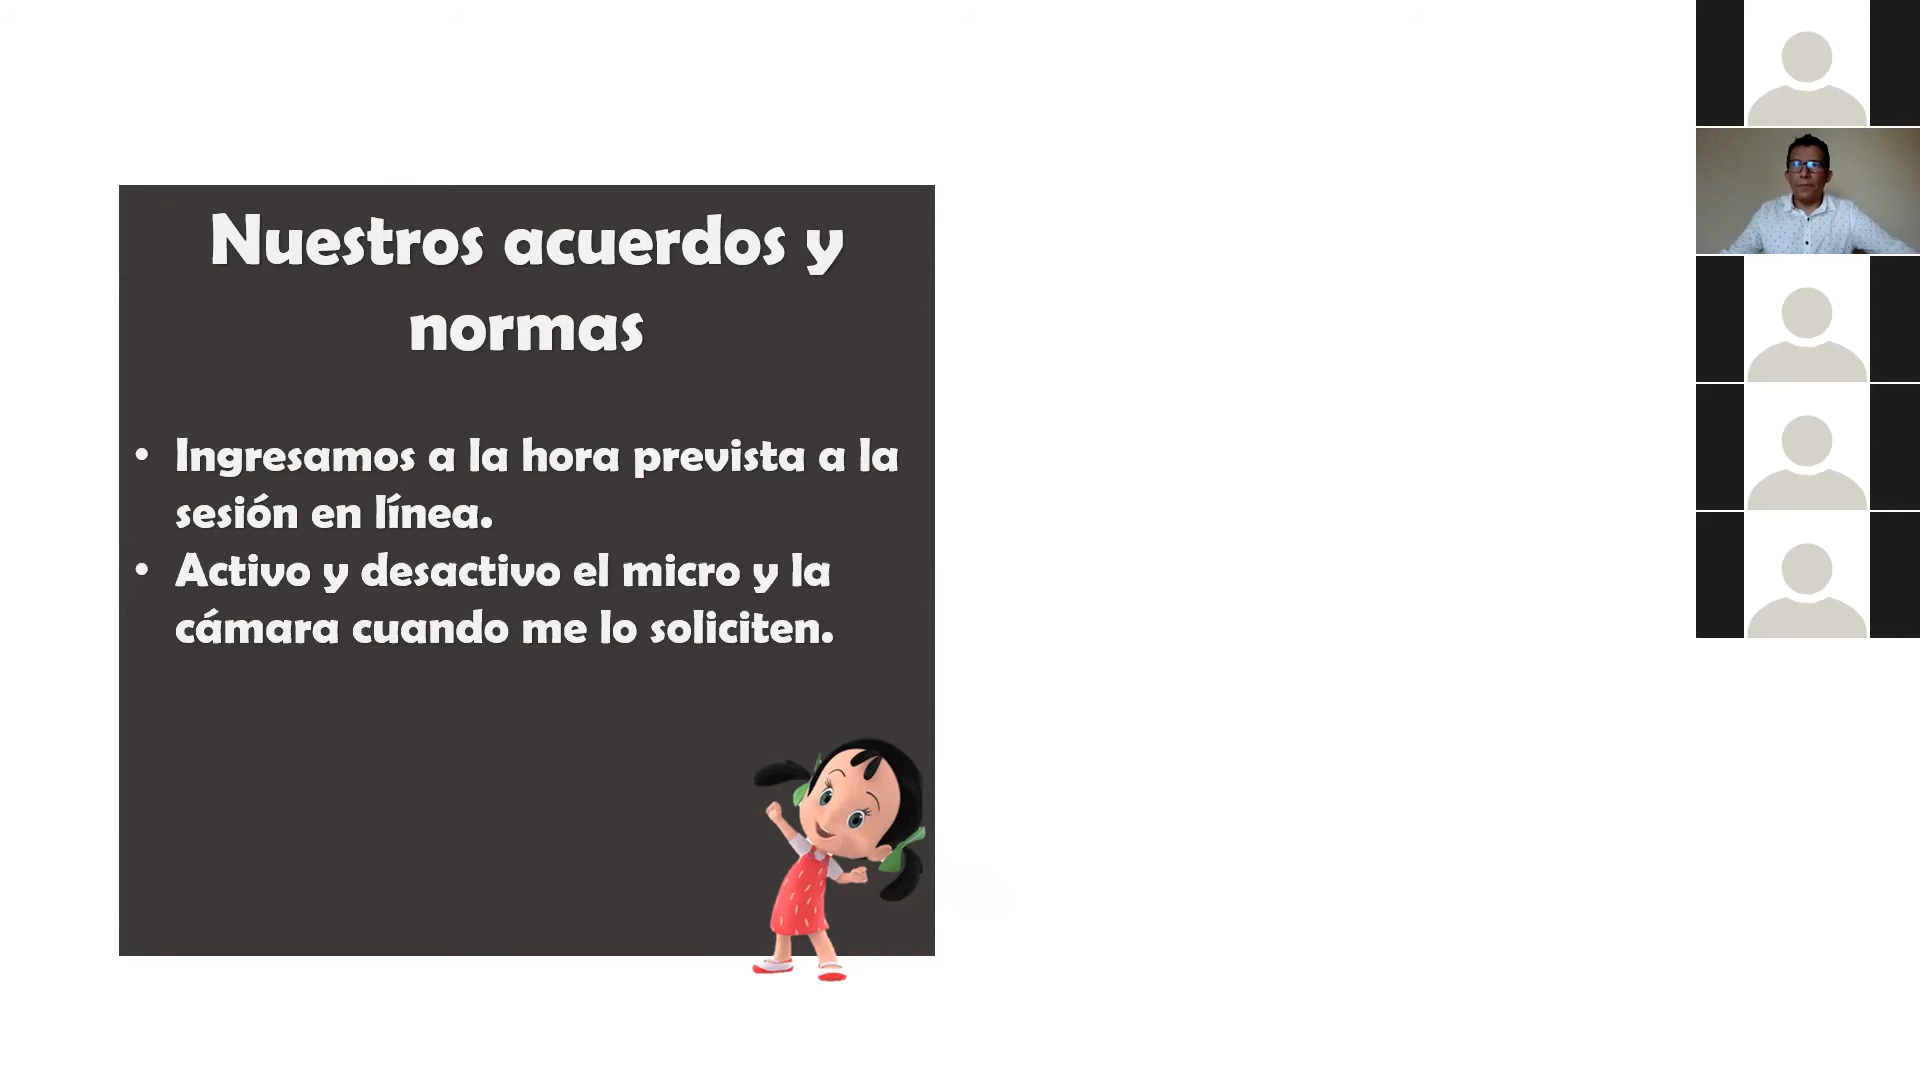 Nuestros acuerdos y
normas
• Ingresamos a la hora prevista a la
sesión en línea.
• Activo y desactivo el micro y la
cámara cuando me lo soliciten.